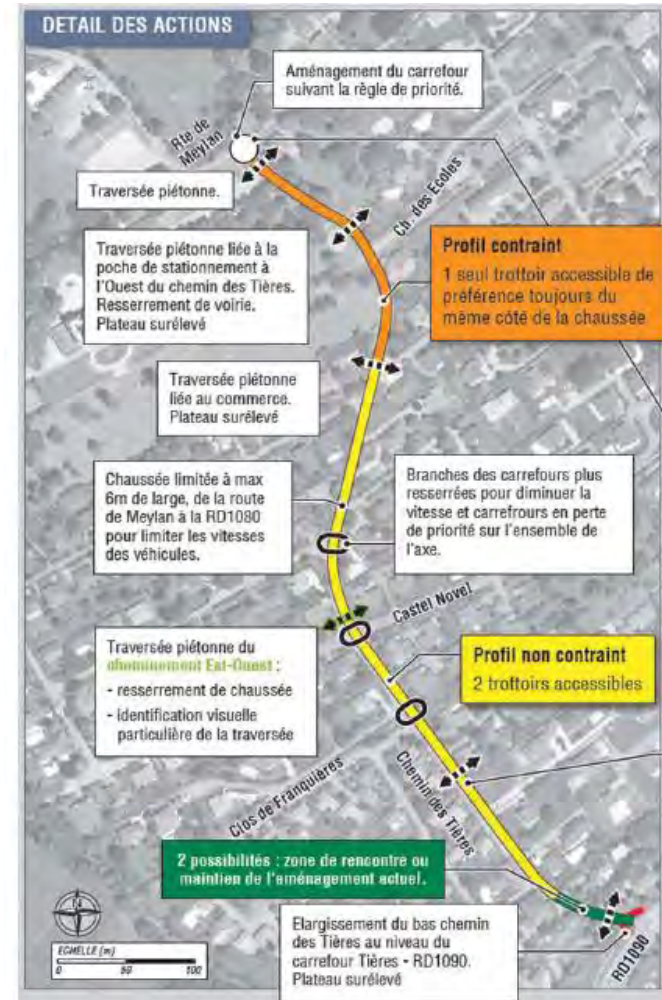 DETAIL DES ACTIONS
Aménagement du carrefour
suivant la règle de priorité.
Rte de
Meylan
Traversée piétonne.
Ch. des Ecoles
Traversée piétonne liée à la
poche de stationnement à
l'Ouest du chemin des Tières.
Resserrement de voirie.
Plateau surélevé
Profil contraint
1 seul trottoir accessible de
préférence toujours du
même côté de la chaussée
Traversée piétonne
liée au commerce.
Plateau surélevé
Chaussée limitée à max
6m de large, de la route
de Meylan à la RD1080
pour limiter les vitesses
des véhicules.
Branches des carrefours plus
resserrées pour diminuer la
vitesse et carrefrours en perte
de priorité sur l'ensemble de
l'axe.
Castel Novel
Traversée piétonne du
cheminement Est-Ouest :
- resserrement de chaussée
- identification visuelle
particulière de la traversée
Profil non contraint
2 trottoirs accessibles
Clos de Franquières
Chemin des Tières
2 possibilités : zone de rencontre ou
maintien de l'aménagement actuel.
Elargissement du bas chemin
des Tières au niveau du
carrefour Tières - RD1090.
Plateau surélevé
RD1090
ECHELLE (m)
0 50 100